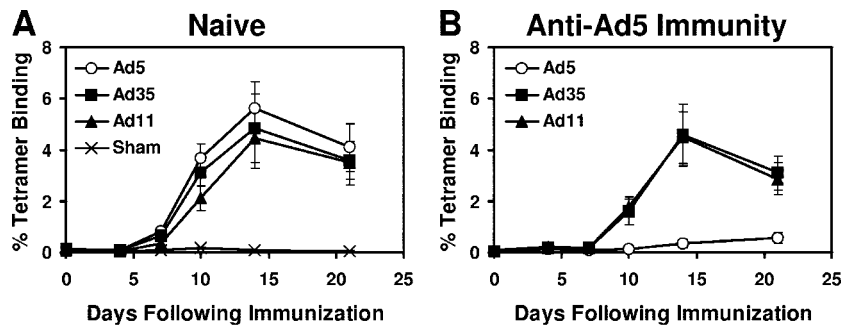 A
Naive
% Tetramer Binding
8
6
4
2
0
Ad5
Ad35
Ad11
Sham
0 5 10 15 20 25
Days Following Immunization
B
Anti-Ad5 Immunity
% Tetramer Binding
8
6
4
2
0
Ad5
Ad35
Ad11
0 5 10 15 20 25
Days Following Immunization